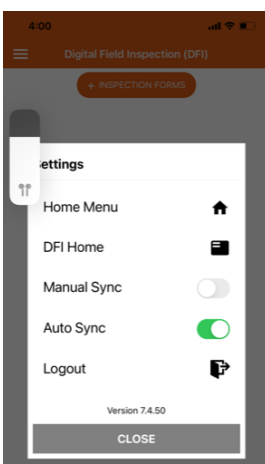 4:00
Digital Field Inspection (DFI)
+ INSPECTION FORMS
ettings
Home Menu
DFI Home
Manual Sync
Auto Sync
Logout
Version 7.4.50
CLOSE